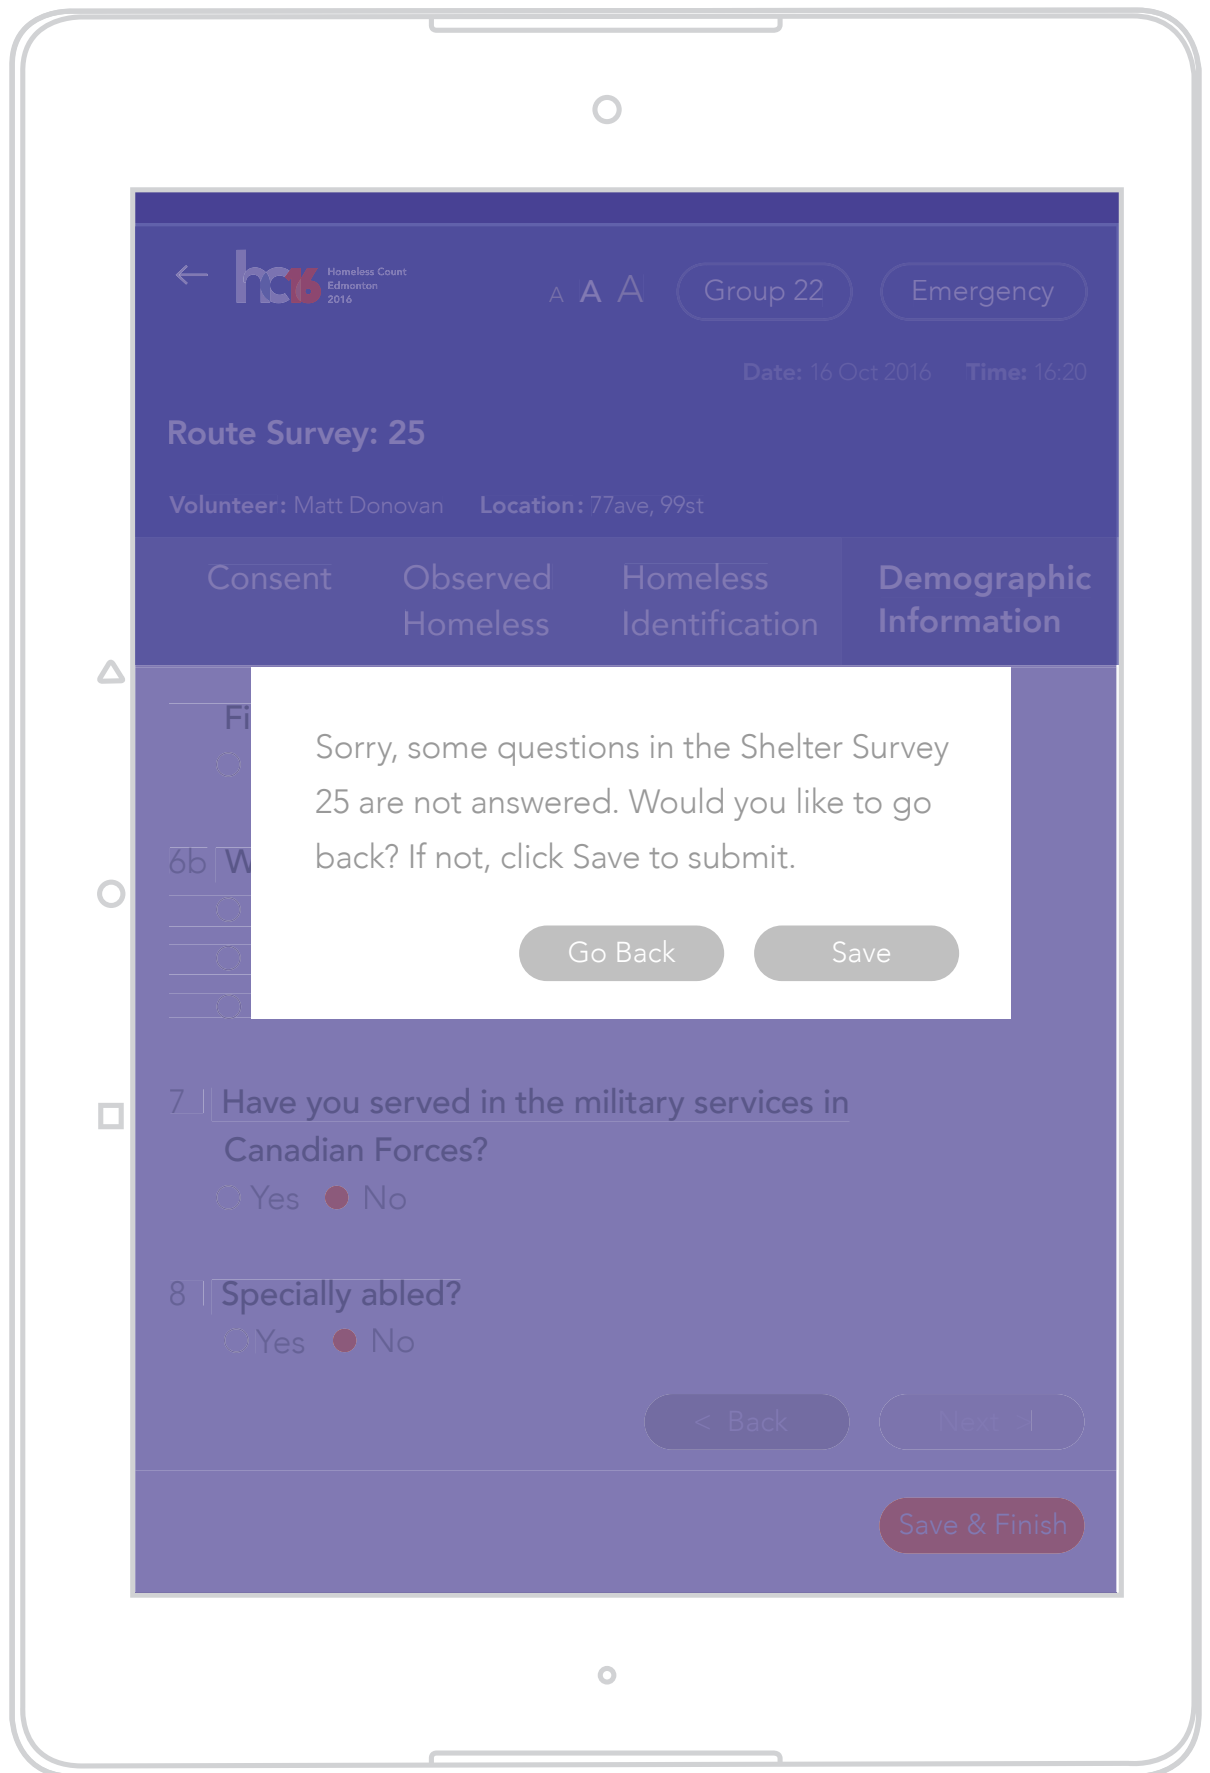 hc16 Homeless Count
Edmonton
2016
A A A
Group 22
Emergency
Date: 16 Oct 2016 Time: 16:20
Route Survey: 25
Volunteer: Matt Donovan Location: 77ave, 99st
Consent
Observed
Homeless
Homeless
Identification
Demographic
Information
Fi
Sorry, some questions in the Shelter Survey
25 are not answered. Would you like to go
back? If not, click Save to submit.
Go Back
Save
6b W
7 Have you served in the military services in
Canadian Forces?
Yes No
8 Specially abled?
Yes No
< Back
Next >
Save & Finish